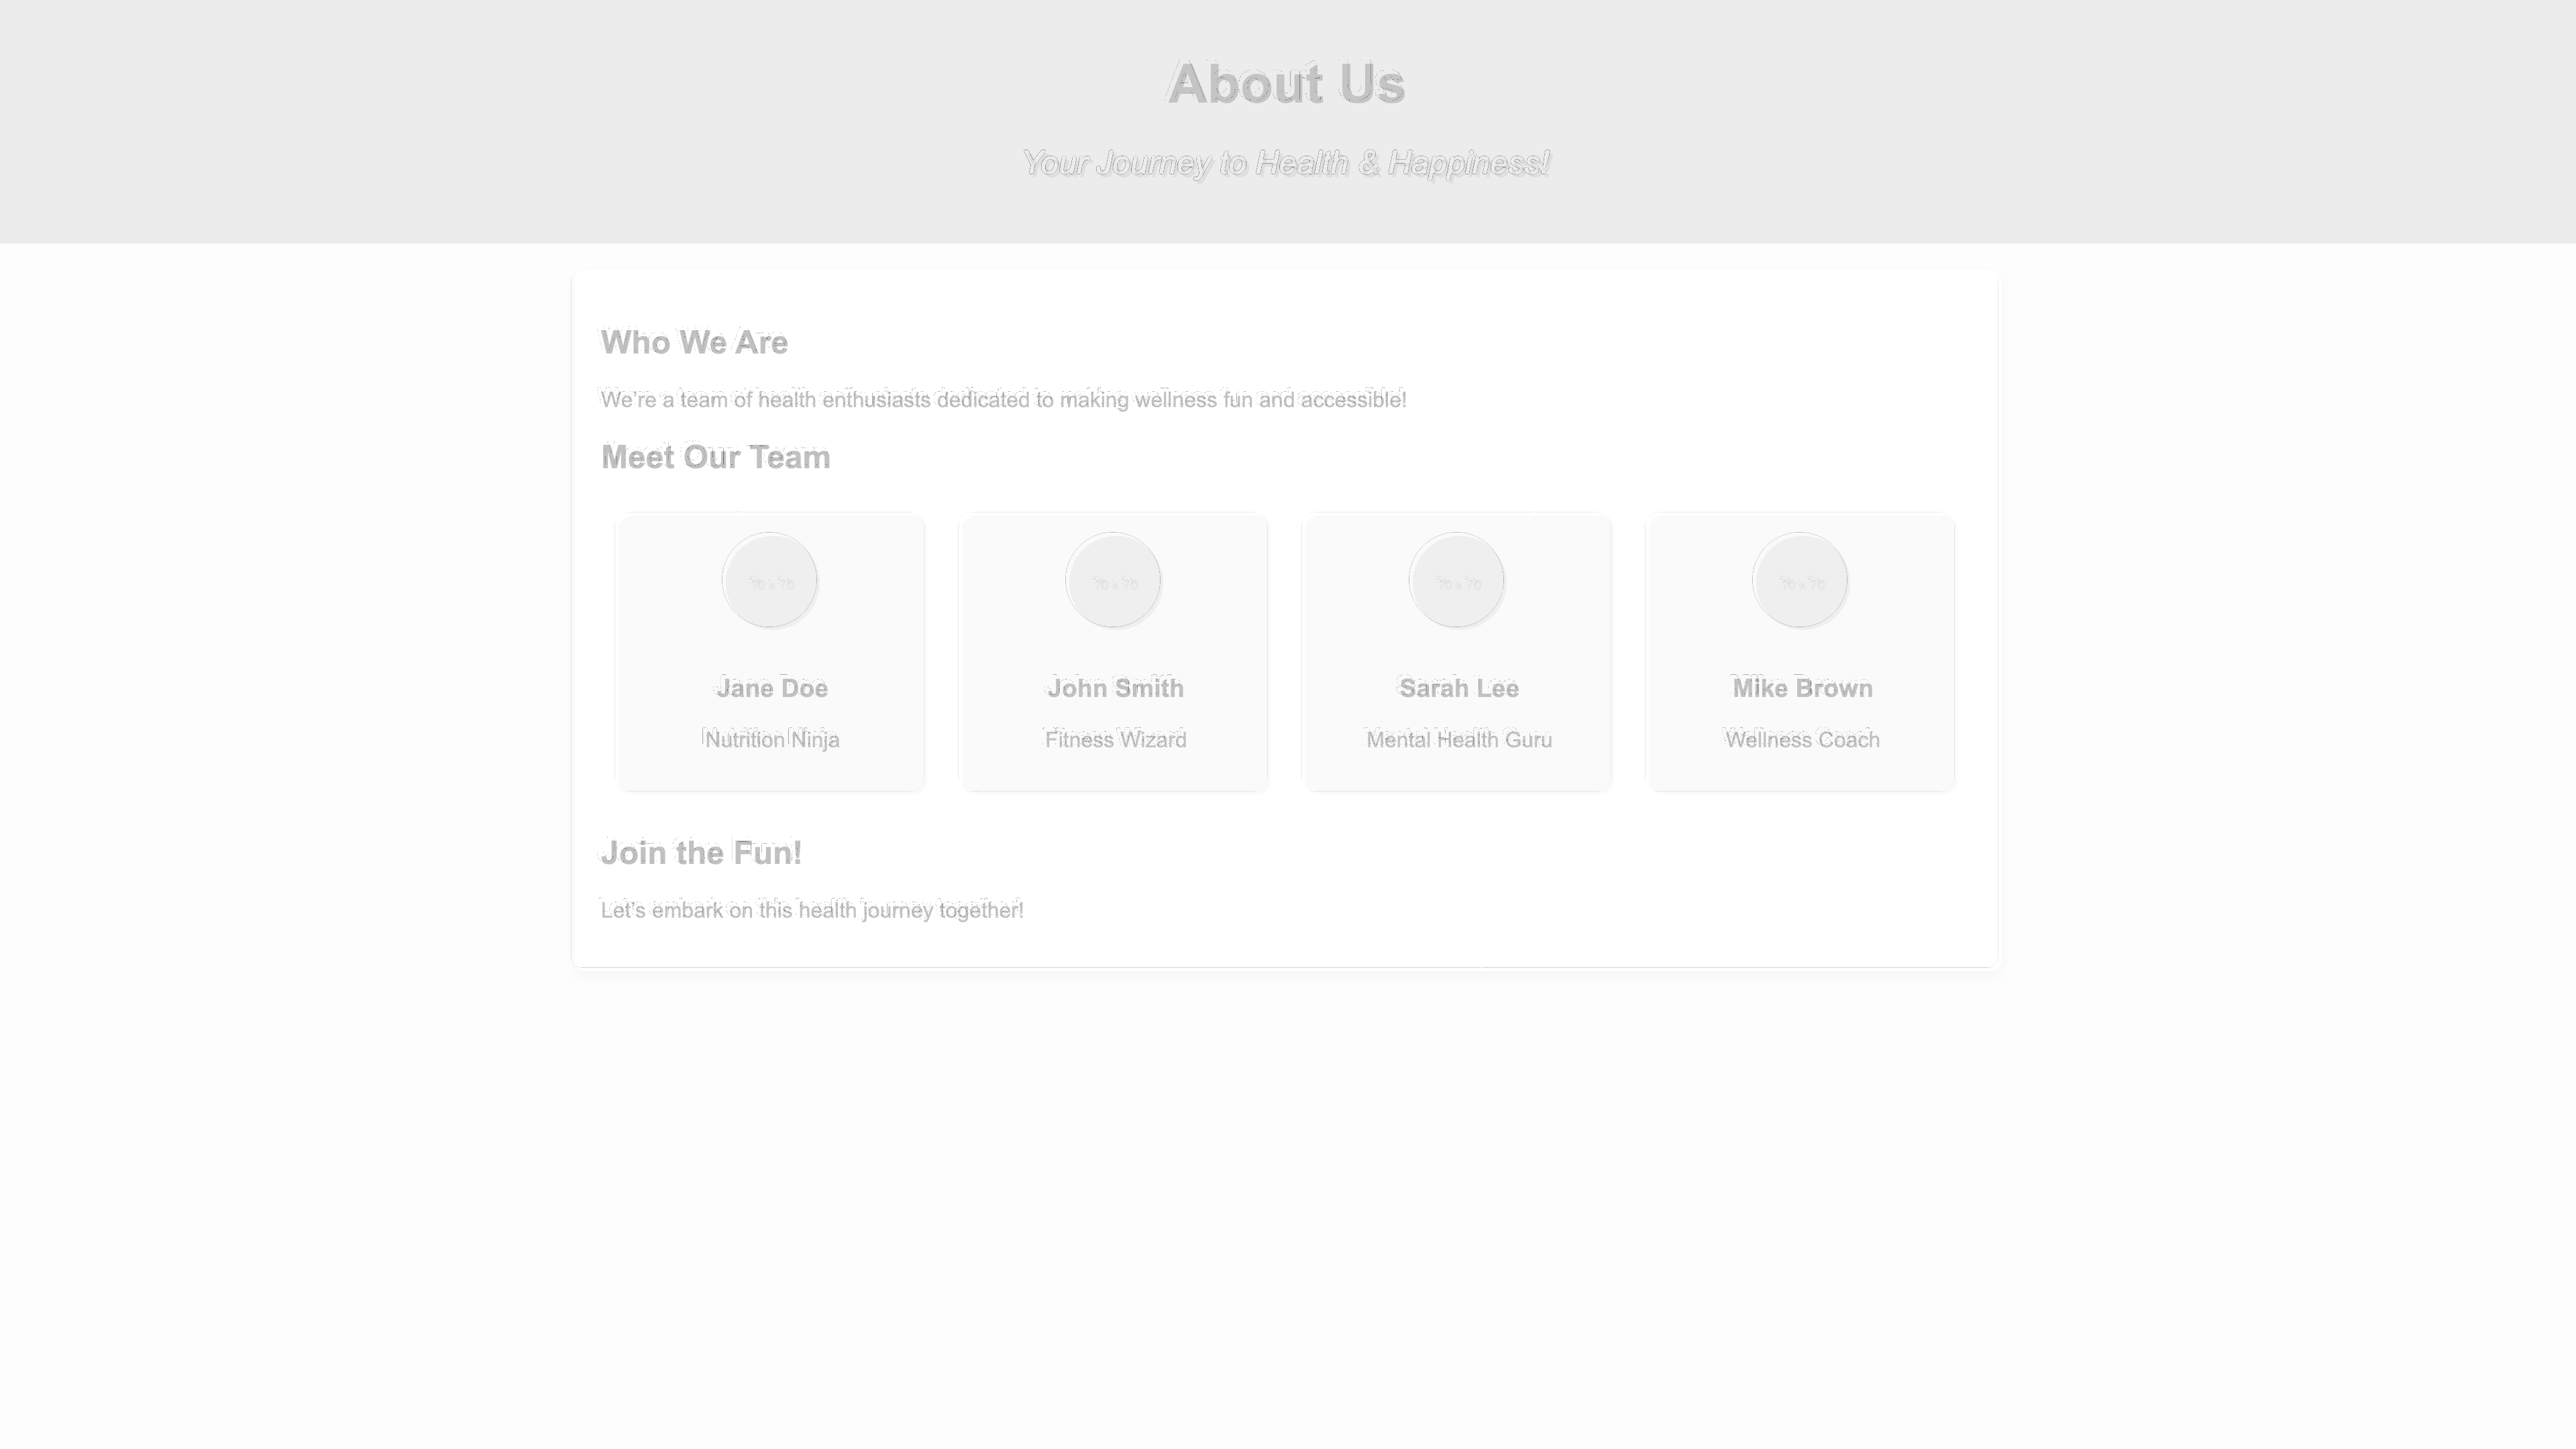 About Us
Your Journey to Health & Happiness!
Who We Are
We're a team of health enthusiasts dedicated to making wellness fun and accessible!
Meet Our Team
70 x 70
70 x 70
70 x 70
70 x 70
Jane Doe
John Smith
Sarah Lee
Mike Brown
Nutrition Ninja
Fitness Wizard
Mental Health Guru
Wellness Coach
Join the Fun!
Let's embark on this health journey together!